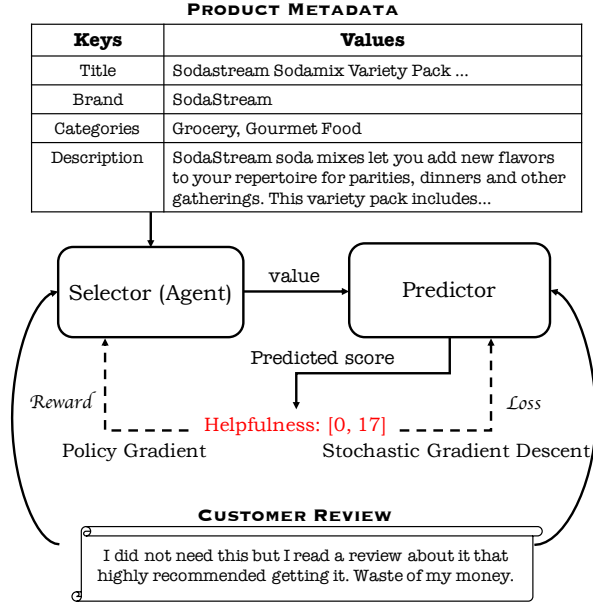 PRODUCT METADATA
Keys Values
Title Sodastream Sodamix Variety Pack ...
Brand SodaStream
Categories Grocery, Gourmet Food
Description SodaStream soda mixes let you add new flavors
to your repertoire for parities, dinners and other
gatherings. This variety pack includes...
Selector (Agent) value Predictor
Predicted score
Reward Loss
Helpfulness: [0, 17]
Policy Gradient Stochastic Gradient Descent
CUSTOMER REVIEW
I did not need this but I read a review about it that
highly recommended getting it. Waste of my money.